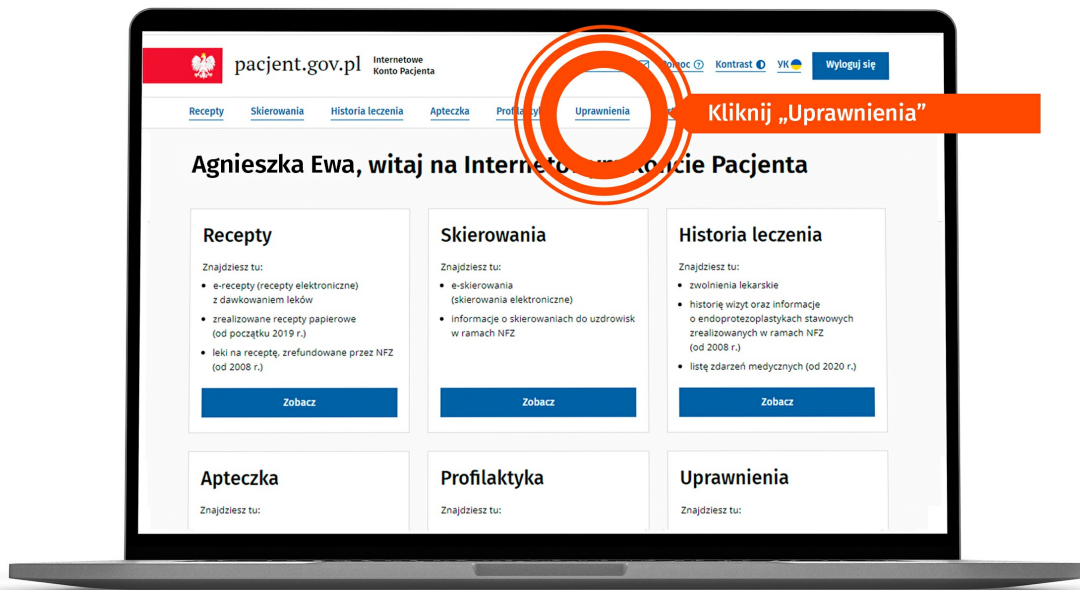 pacjent.gov.pl
Internetowe
Konto Pacjenta
Pomoc
Kontrast
УК
Wyloguj się
Recepty
Skierowania
Historia leczenia
Apteczka
Uprawnienia
Kliknij „Uprawnienia”
Agnieszka Ewa, witaj na Internetowym Koncie Pacjenta
Recepty
Znajdziesz tu:
• e-recepty (recepty elektroniczne)
z dawkowaniem leków
• zrealizowane recepty papierowe
(od początku 2019 r.)
• leki na receptę, zrefundowane przez NFZ
(od 2008 r.)
Zobacz
Skierowania
Znajdziesz tu:
• e-skierowania
(skierowania elektroniczne)
• informacje o skierowaniach do uzdrowisk
w ramach NFZ
Zobacz
Historia leczenia
Znajdziesz tu:
• zwolnienia lekarskie
• historię wizyt oraz informacje
o endoprotezoplastykach stawowych
zrealizowanych w ramach NFZ
(od 2008 r.)
• listę zdarzeń medycznych (od 2020 r.)
Zobacz
Apteczka
Znajdziesz tu:
Profilaktyka
Znajdziesz tu:
Uprawnienia
Znajdziesz tu: